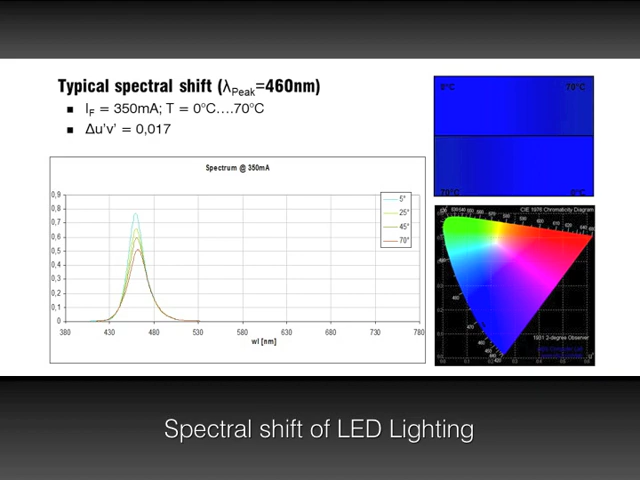 Typical spectral shift (λPeak=460nm)
IF = 350mA; T = 0°C....70°C
Δu'v' = 0,017
0°C 70°C
70°C 0°C
Spectrum @ 350mA
0,9
0,8
0,7
0,6
0,5
0,4
0,3
0,2
0,1
0
380 430 480 530 580 630 680 730 780
wl [nm]
5°
25°
45°
70°
CIE 1976 Chromaticity Diagram
1931 2-degree Observer
Spectral shift of LED Lighting